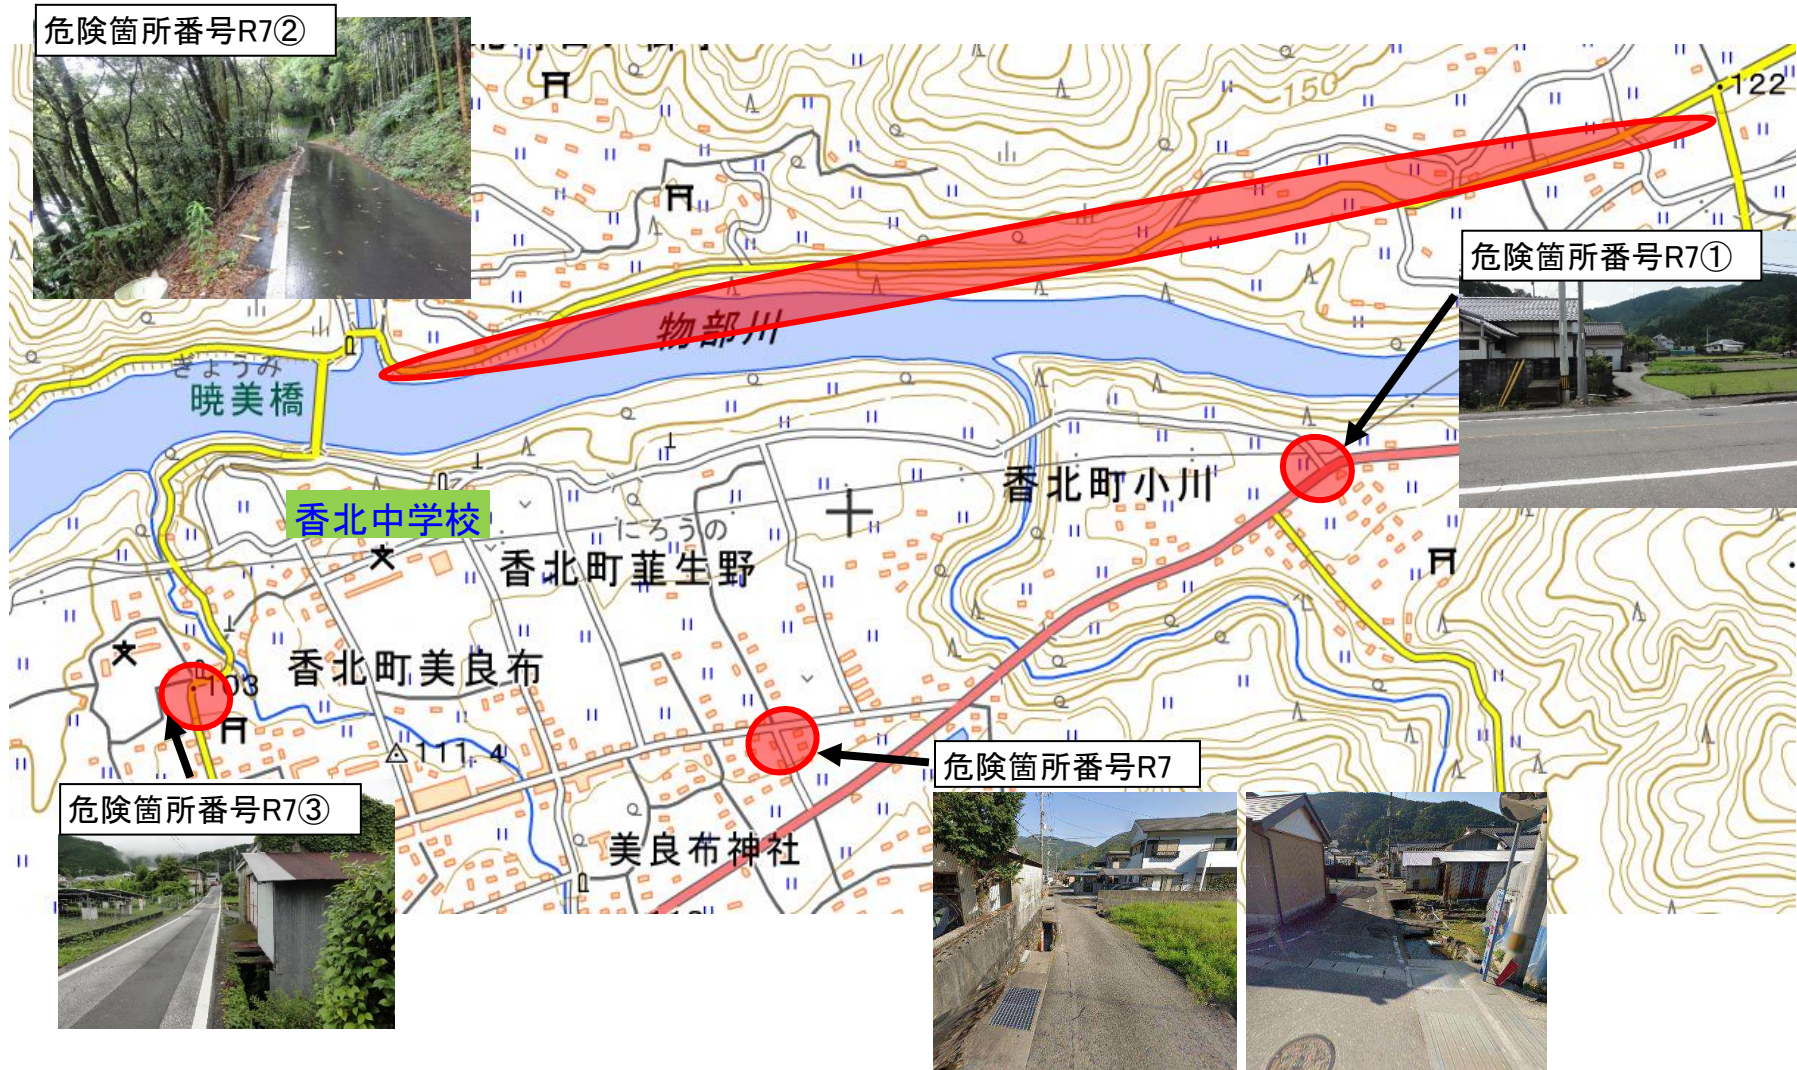 危険箇所番号R7②
150
122
危険箇所番号R7①
物部川
ぎょうみ
暁美橋
香北町小川
香北中学校
にろうの
香北町韮生野
香北町美良布
103
111.4
危険箇所番号R7
危険箇所番号R7③
美良布神社